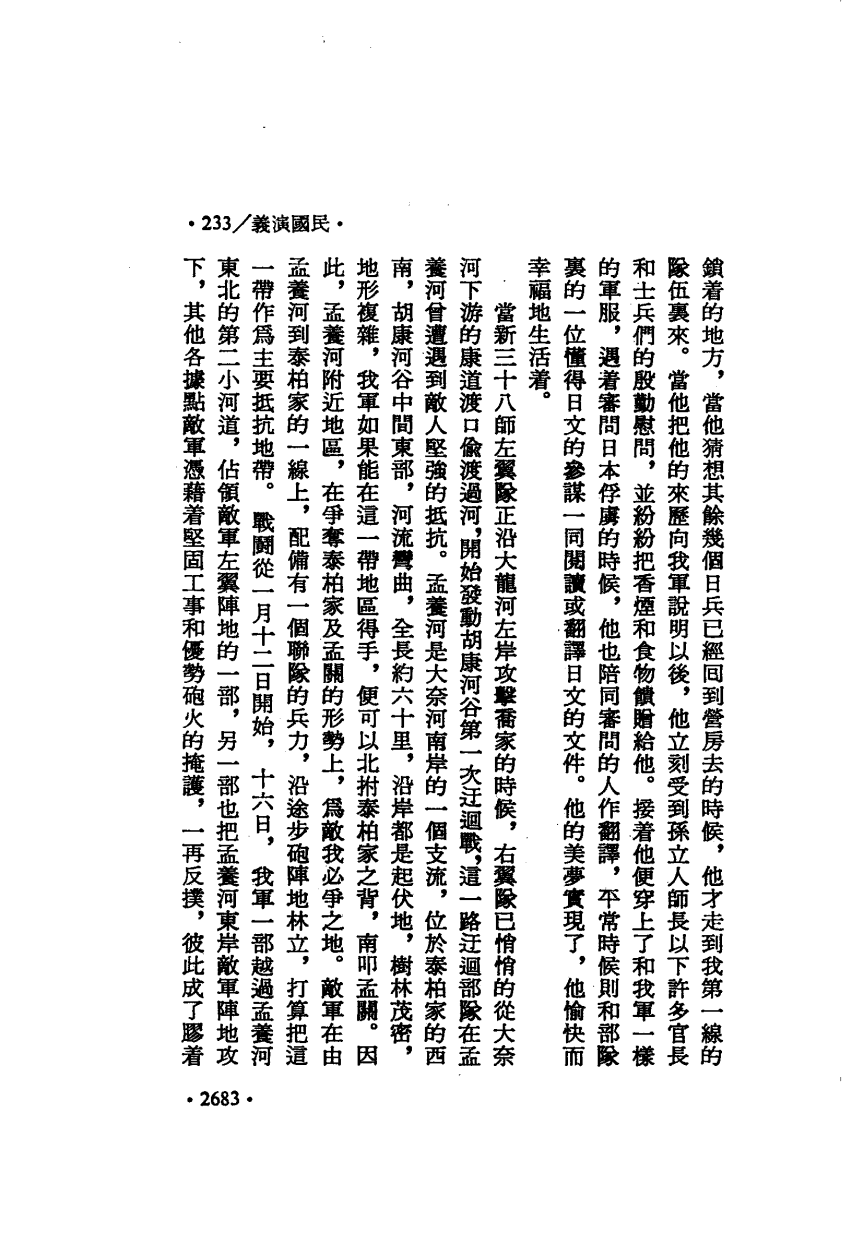 •233/義演國民•
鎖着的地方，當他猜想其餘幾個日兵已經回到營房去的時候，他才走到我第一線的
隊伍裏來。當他把他的來歷向我軍說明以後，他立刻受到孫立人師長以下許多官長
和士兵們的殷勤慰問，並紛紛把香煙和食物饋贈給他。接着他便穿上了和我軍一樣
的軍服，遇着審問日本俘虜的時候，他也陪同審問的人作翻譯，平常時候則和部隊
裏的一位懂得日文的參謀一同閱讀或翻譯日文的文件。他的美夢實現了，他愉快而
幸福地生活着。
當新三十八師左翼隊正沿大龍河左岸攻擊喬家的時候，右翼隊已悄悄的從大奈
河下游的康道渡口偸渡過河，開始發動胡康河谷第一次迂迴戰，這一路迂迴部隊在孟
養河曾遭遇到敵人堅強的抵抗。孟養河是大奈河南岸的一個支流，位於泰柏家的西
南，胡康河谷中間東部，河流彎曲，全長約六十里，沿岸都是起伏地，樹林茂密，
地形複雜，我軍如果能在這一帶地區得手，便可以北拊泰柏家之背，南叩孟關。因
此，孟養河附近地區，在爭奪泰柏家及孟關的形勢上，爲敵我必爭之地。敵軍在由
孟養河到泰柏家的一線上，配備有一個聯隊的兵力，沿途步砲陣地林立，打算把這
一帶作爲主要抵抗地帶。戰鬪從一月十二日開始，十六日，我軍一部越過孟養河
東北的第二小河道，佔領敵軍左翼陣地的一部，另一部也把孟養河東岸敵軍陣地攻
下，其他各據點敵軍憑藉着堅固工事和優勢砲火的掩護，一再反撲，彼此成了膠着
•2683•